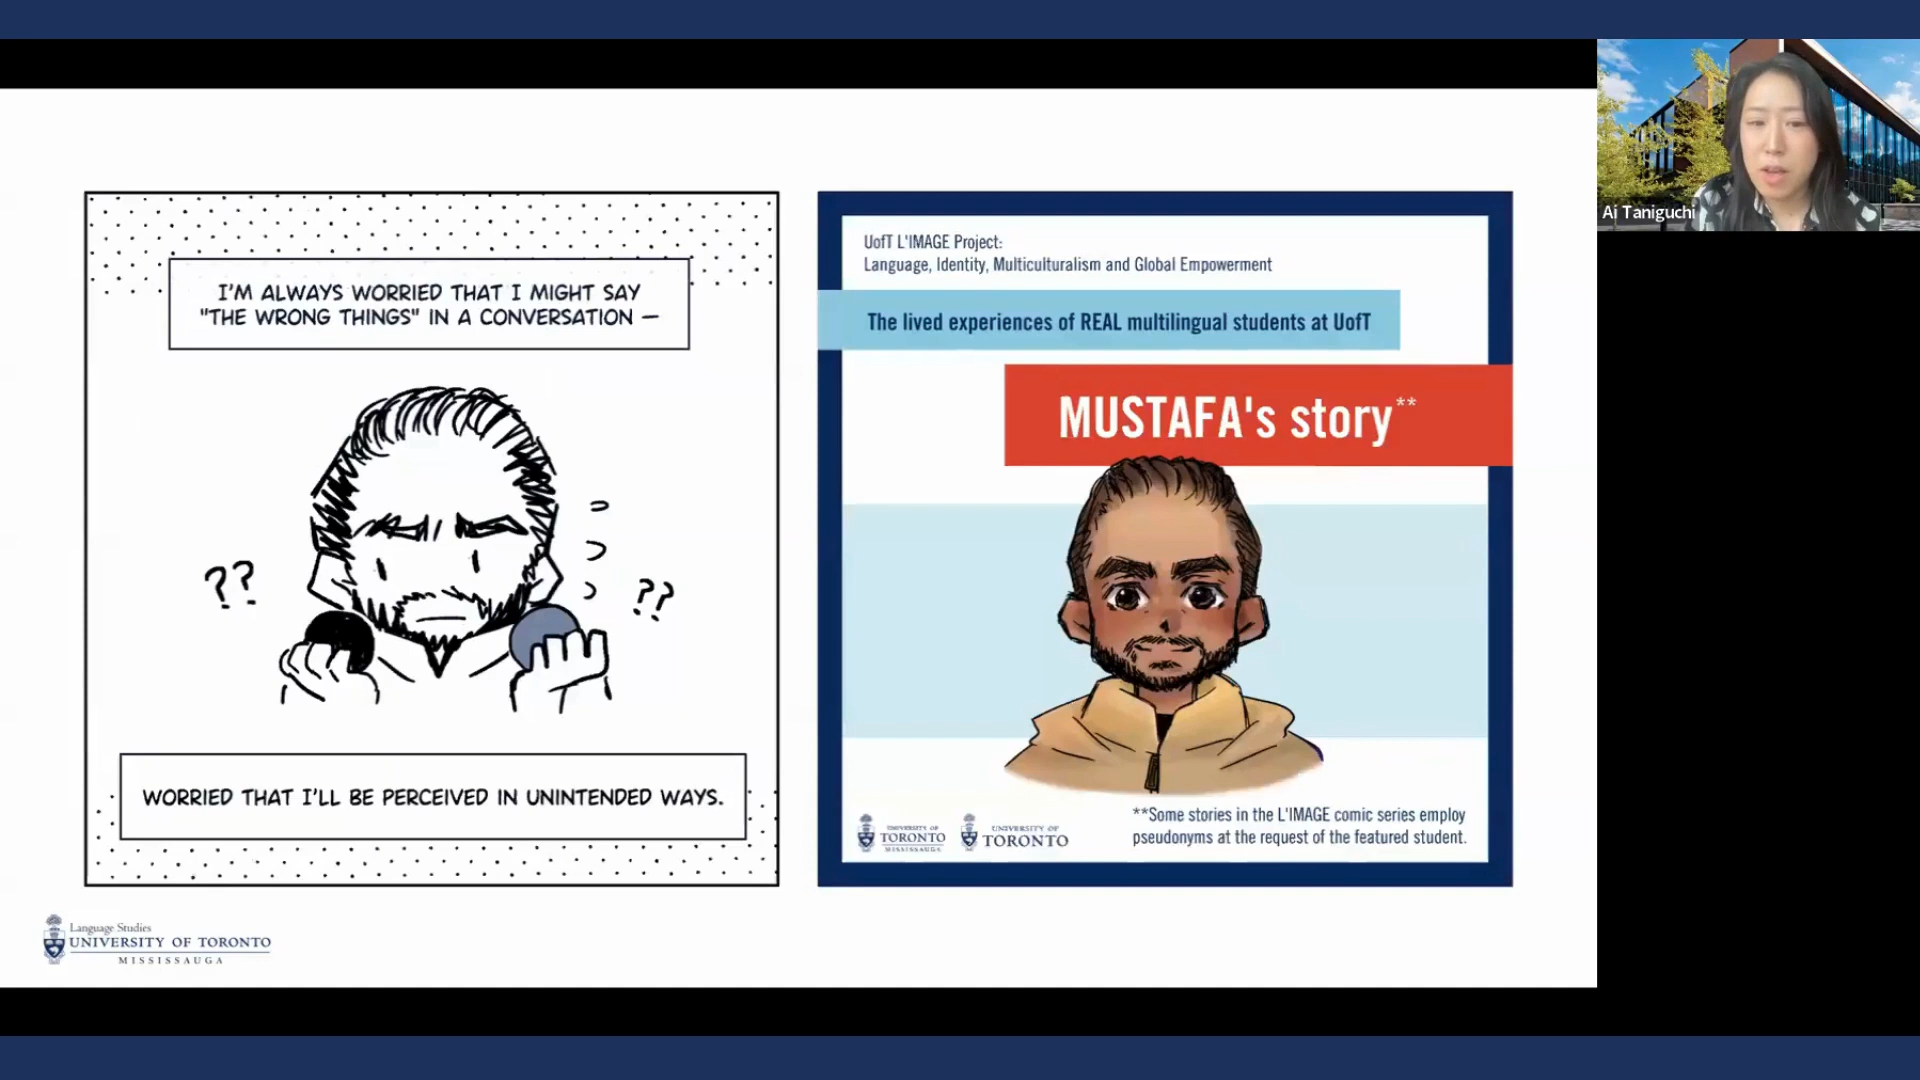 I'M ALWAYS WORRIED THAT I MIGHT SAY
"THE WRONG THINGS" IN A CONVERSATION —
??
??
WORRIED THAT I'LL BE PERCEIVED IN UNINTENDED WAYS.
UofT L'IMAGE Project:
Language, Identity, Multiculturalism and Global Empowerment
The lived experiences of REAL multilingual students at UofT
MUSTAFA's story**
**Some stories in the L'IMAGE comic series employ
pseudonyms at the request of the featured student.
UNIVERSITY OF
TORONTO
MISSISSAUGA
UNIVERSITY OF
TORONTO
Language Studies
UNIVERSITY OF TORONTO
MISSISSAUGA
Ai Taniguchi